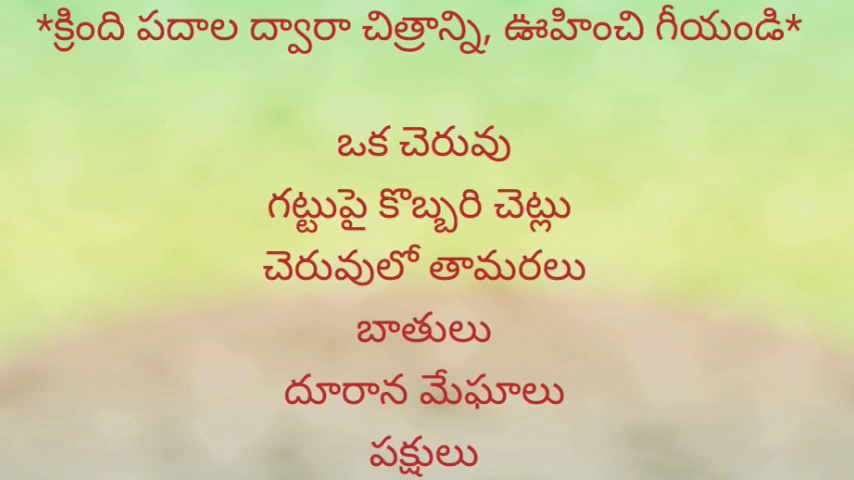 *క్రింది పదాల ద్వారా చిత్రాన్ని, ఊహించి గీయండి*
ఒక చెరువు
గట్టుపై కొబ్బరి చెట్లు
చెరువులో తామరలు
బాతులు
దూరాన మేఘాలు
పక్షులు